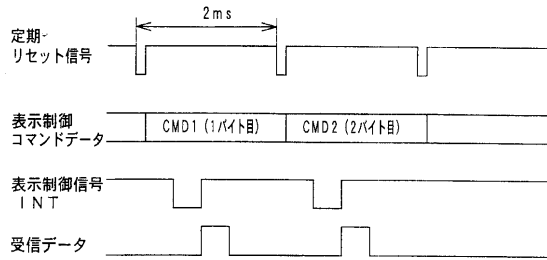 2ms
定期
リセット信号
表示制御
コマンドデータ
CMD1(1バイト目)
CMD2(2バイト目)
表示制御信号
INT
受信データ